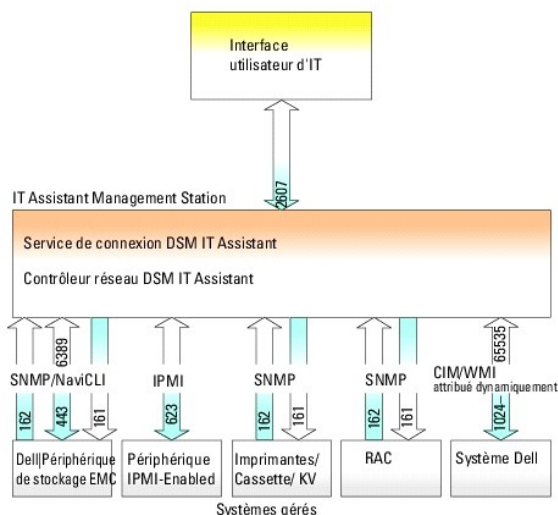 Interface
utilisateur d'IT
2607
IT Assistant Management Station
Service de connexion DSM IT Assistant
Contrôleur réseau DSM IT Assistant
6389
65535
SNMP/NaviCLI
IPMI
SNMP
SNMP
CIM/WMI
attribué dynamiquement
162
443
161
623
162
161
162
161
1024–
Dell|Périphérique
de stockage EMC
Périphérique
IPMI-Enabled
Imprimantes/
Cassette/ KV
RAC
Système Dell
Systèmes gérés